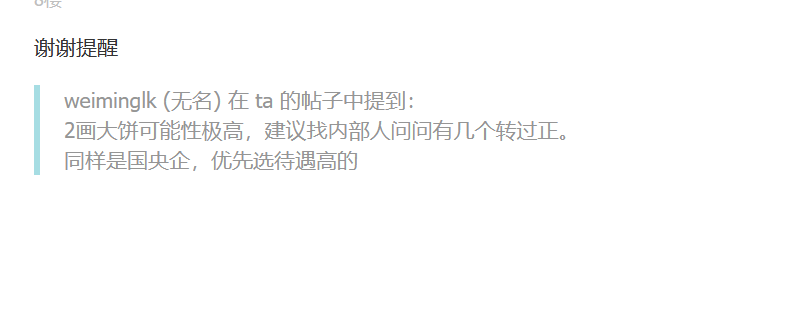 谢谢提醒
weiminglk (无名) 在 ta 的帖子中提到：
2画大饼可能性极高，建议找内部人问问有几个转过正。
同样是国央企，优先选待遇高的